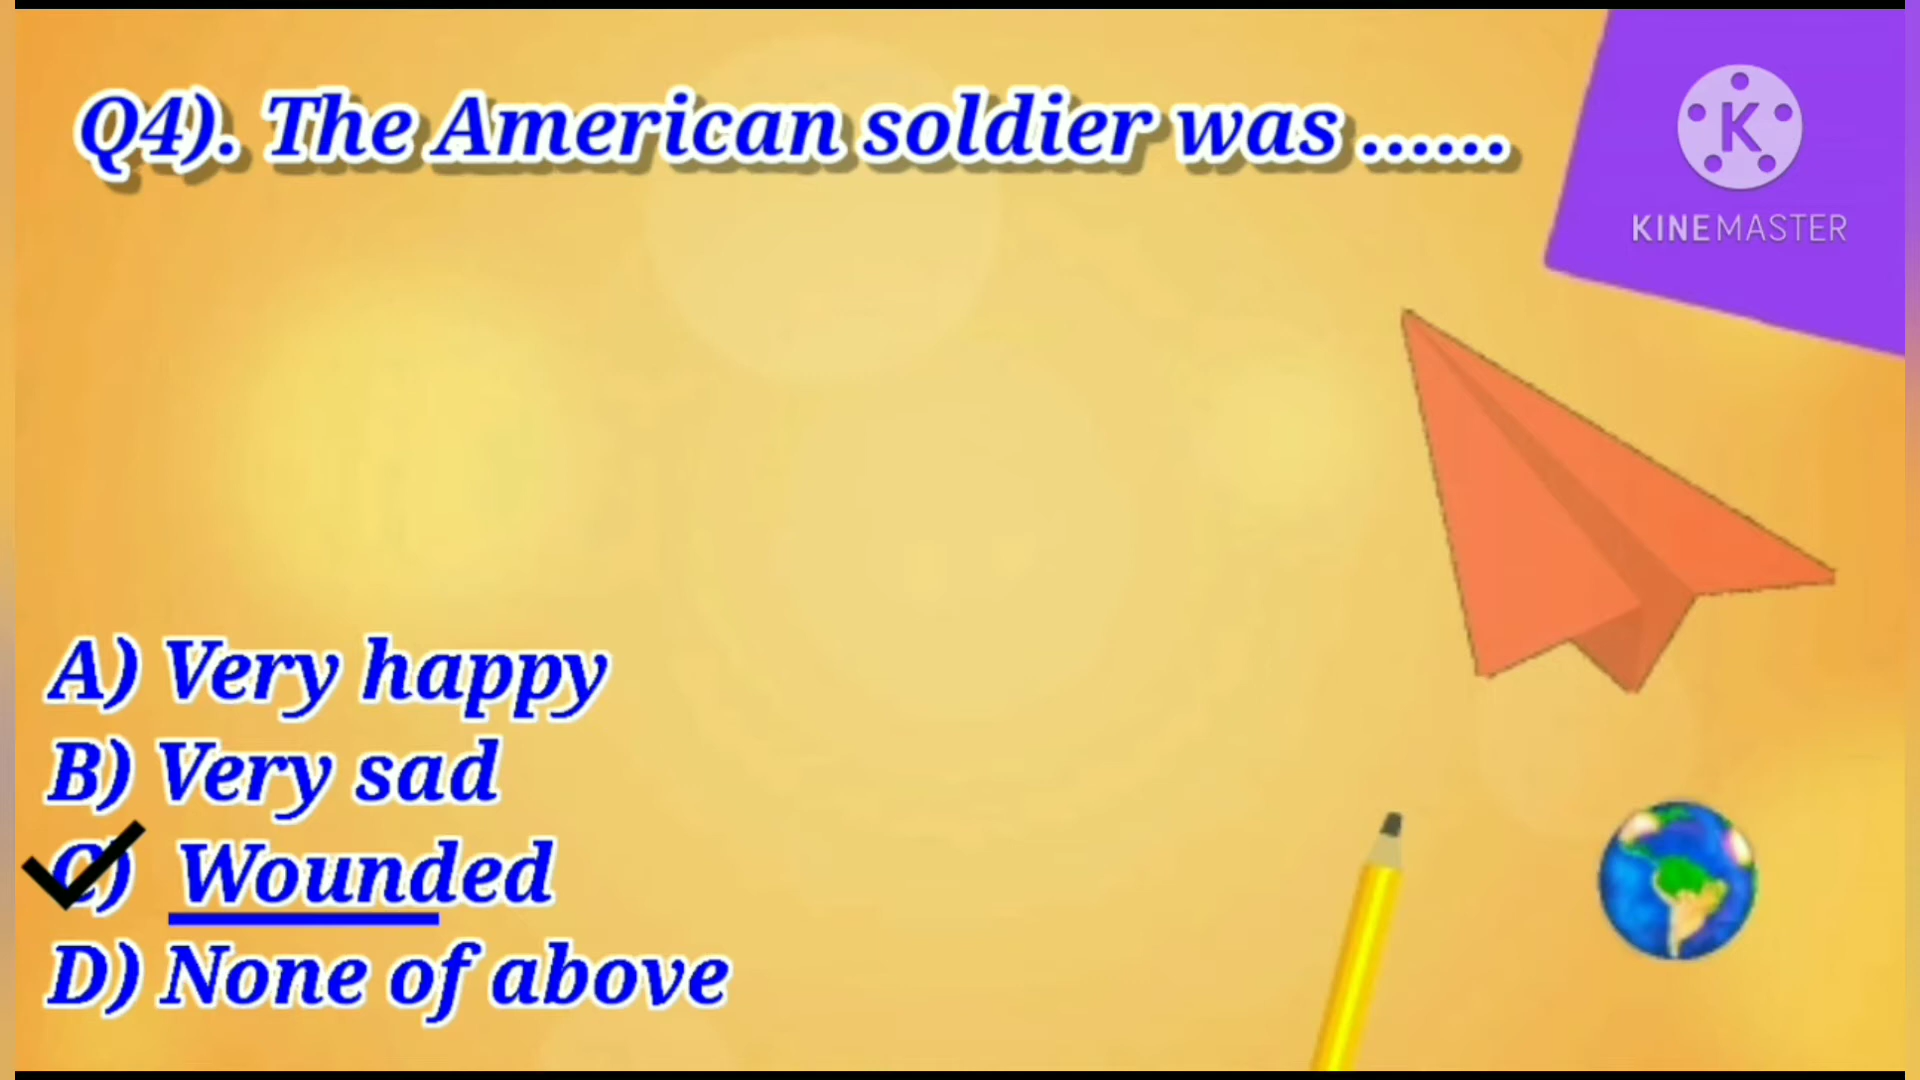 Q4). The American soldier was ......
K
KINEMASTER
A) Very happy
B) Very sad
C) Wounded
D) None of above